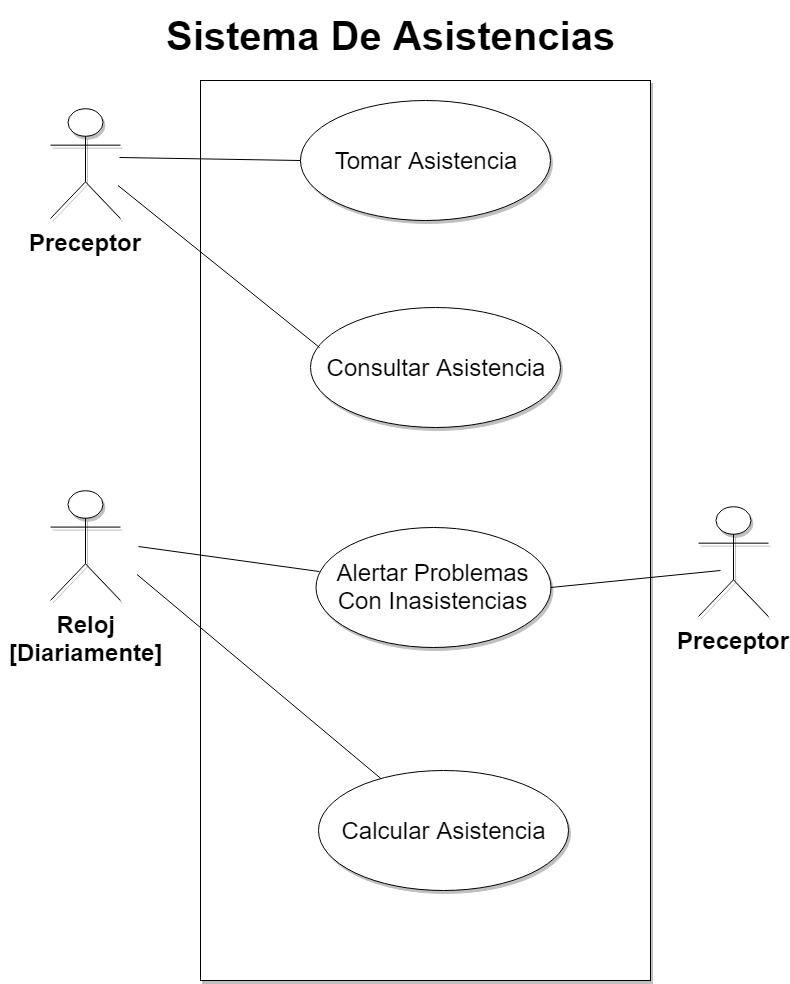 Sistema De Asistencias
Tomar Asistencia
Preceptor
Consultar Asistencia
Alertar Problemas
Con Inasistencias
Reloj
[Diariamente]
Preceptor
Calcular Asistencia